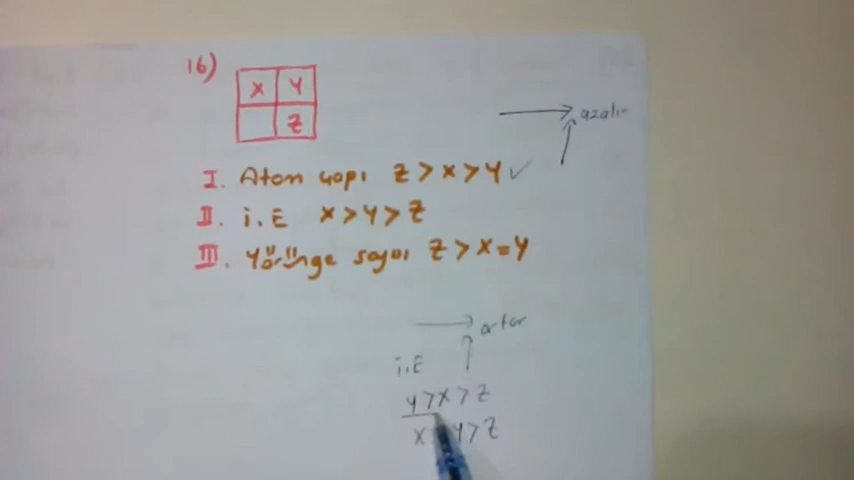 16)
X Y
Z
azalır
I. Atom çapı Z > X > Y ✓
II. i.E X > Y > Z
III. Yörünge sayısı Z > X = Y
artar
i.E
Y > X > Z
X > Y > Z